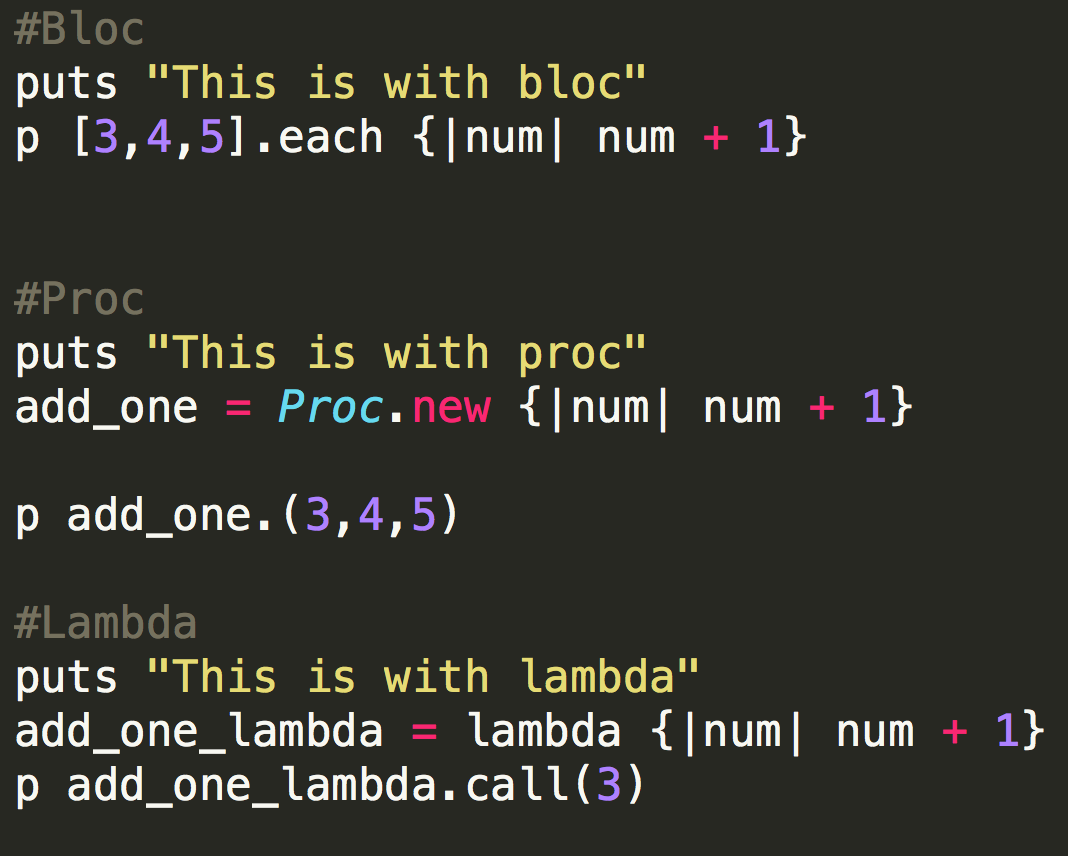 #Bloc
puts "This is with bloc"
p [3,4,5].each {|num| num + 1}
#Proc
puts "This is with proc"
add_one = Proc.new {|num| num + 1}
p add_one.(3,4,5)
#Lambda
puts "This is with lambda"
add_one_lambda = lambda {|num| num + 1}
p add_one_lambda.call(3)